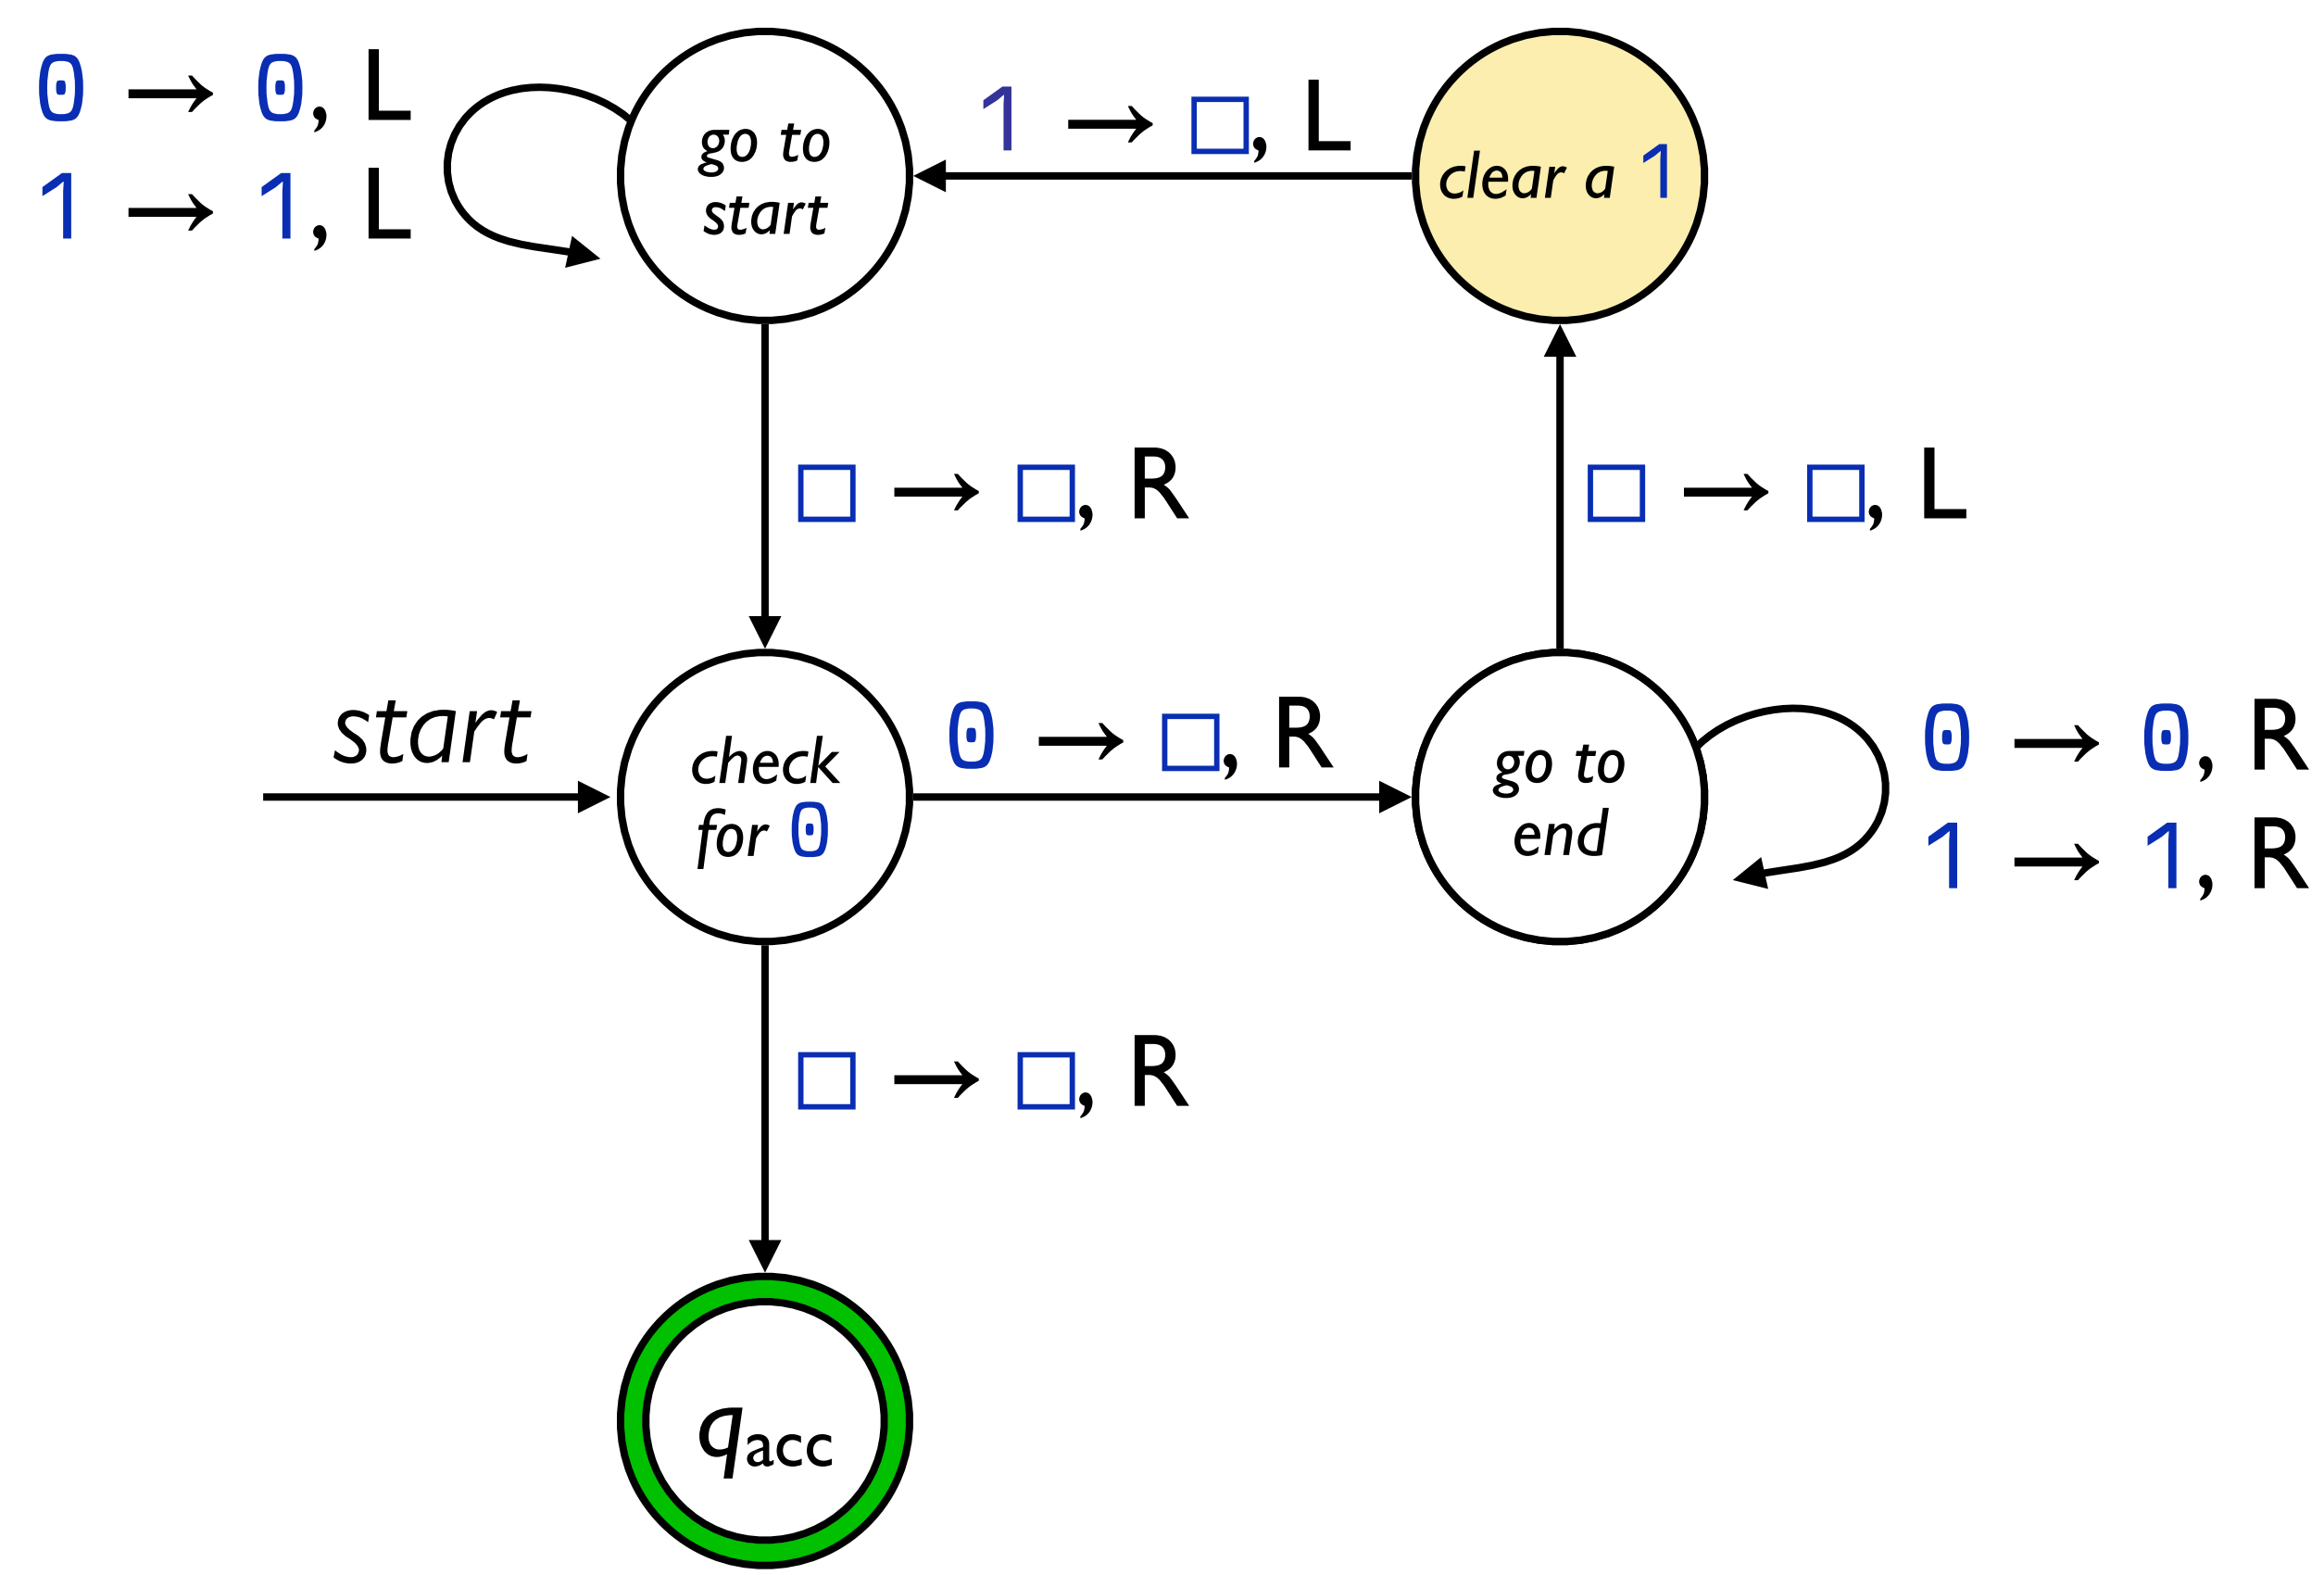 0 → 0, L
1 → 1, L
go to
start
1 → □, L
clear a 1
□ → □, R
□ → □, L
start
check
for 0
0 → □, R
go to
end
0 → 0, R
1 → 1, R
□ → □, R
qacc